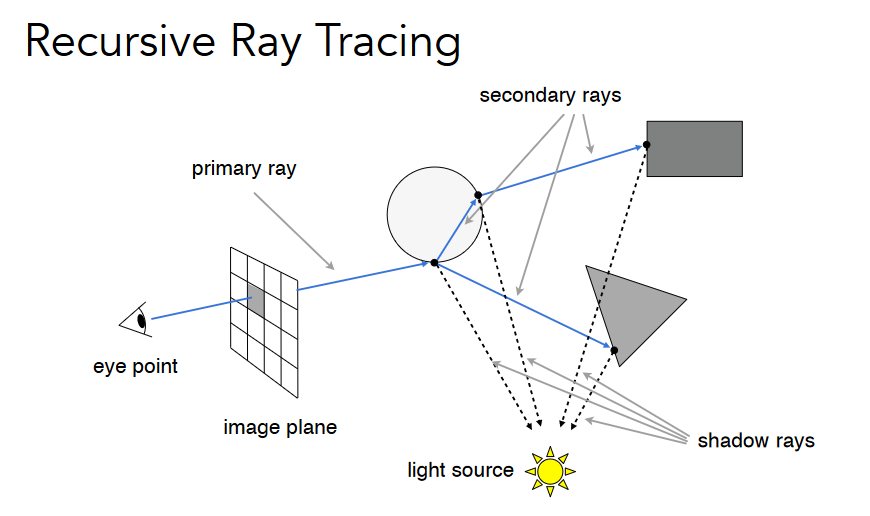 Recursive Ray Tracing
secondary rays
primary ray
eye point
image plane
light source
shadow rays